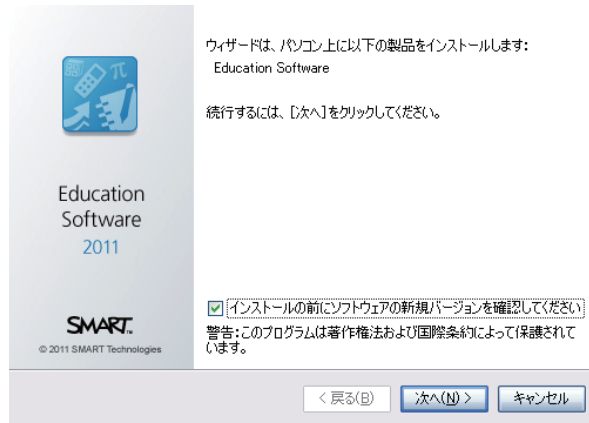 ウィザードは、パソコン上に以下の製品をインストールします:
Education Software
続行するには、[次へ]をクリックしてください。
Education
Software
2011
インストールの前にソフトウェアの新規バージョンを確認してください
SMART™
警告:このプログラムは著作権法および国際条約によって保護されて
います。
© 2011 SMART Technologies
< 戻る(B)
次へ(N) >
キャンセル